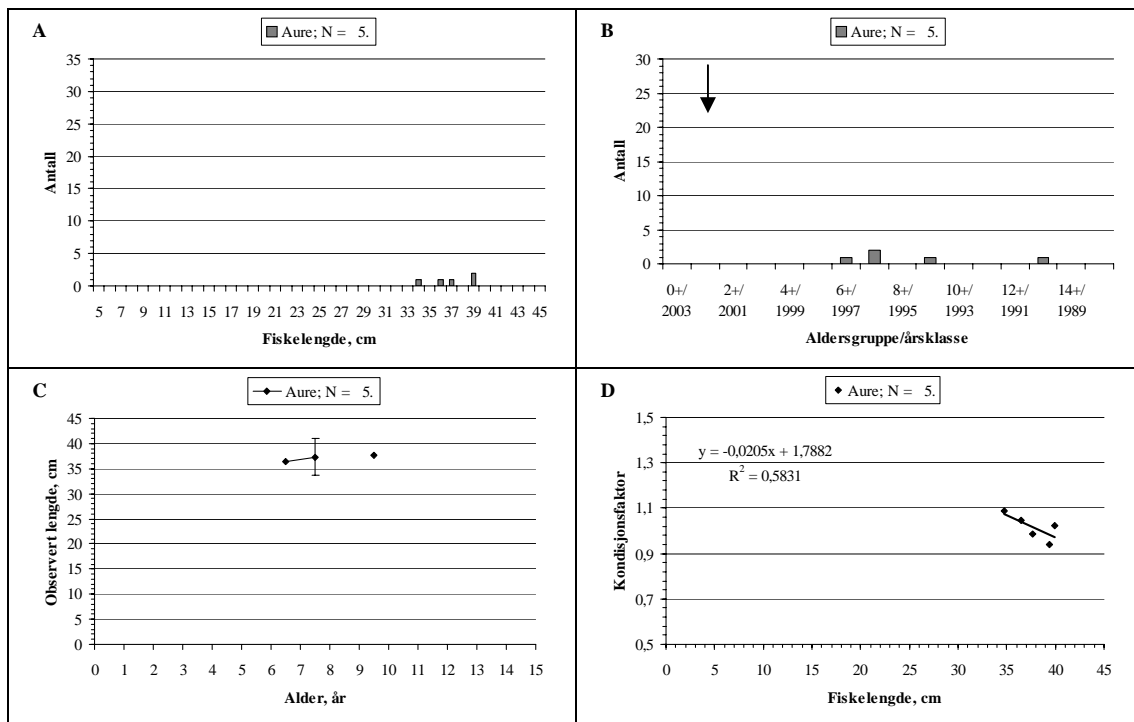 A
Aure; N = 5.
35
30
25
20
15
10
5
0
Antall
5 7 9 11 13 15 17 19 21 23 25 27 29 31 33 35 37 39 41 43 45
Fiskelengde, cm
B
Aure; N = 5.
30
25
20
15
10
5
0
Antall
0+/ 2+/ 4+/ 6+/ 8+/ 10+/ 12+/ 14+/
2003 2001 1999 1997 1995 1993 1991 1989
Aldersgruppe/årsklasse
C
Aure; N = 5.
45
40
35
30
25
20
15
10
5
0
Observert lengde, cm
0 1 2 3 4 5 6 7 8 9 10 11 12 13 14 15
Alder, år
D
Aure; N = 5.
1,5
1,3
1,1
0,9
0,7
0,5
Kondisjonsfaktor
y = -0,0205x + 1,7882
R² = 0,5831
0 5 10 15 20 25 30 35 40 45
Fiskelengde, cm